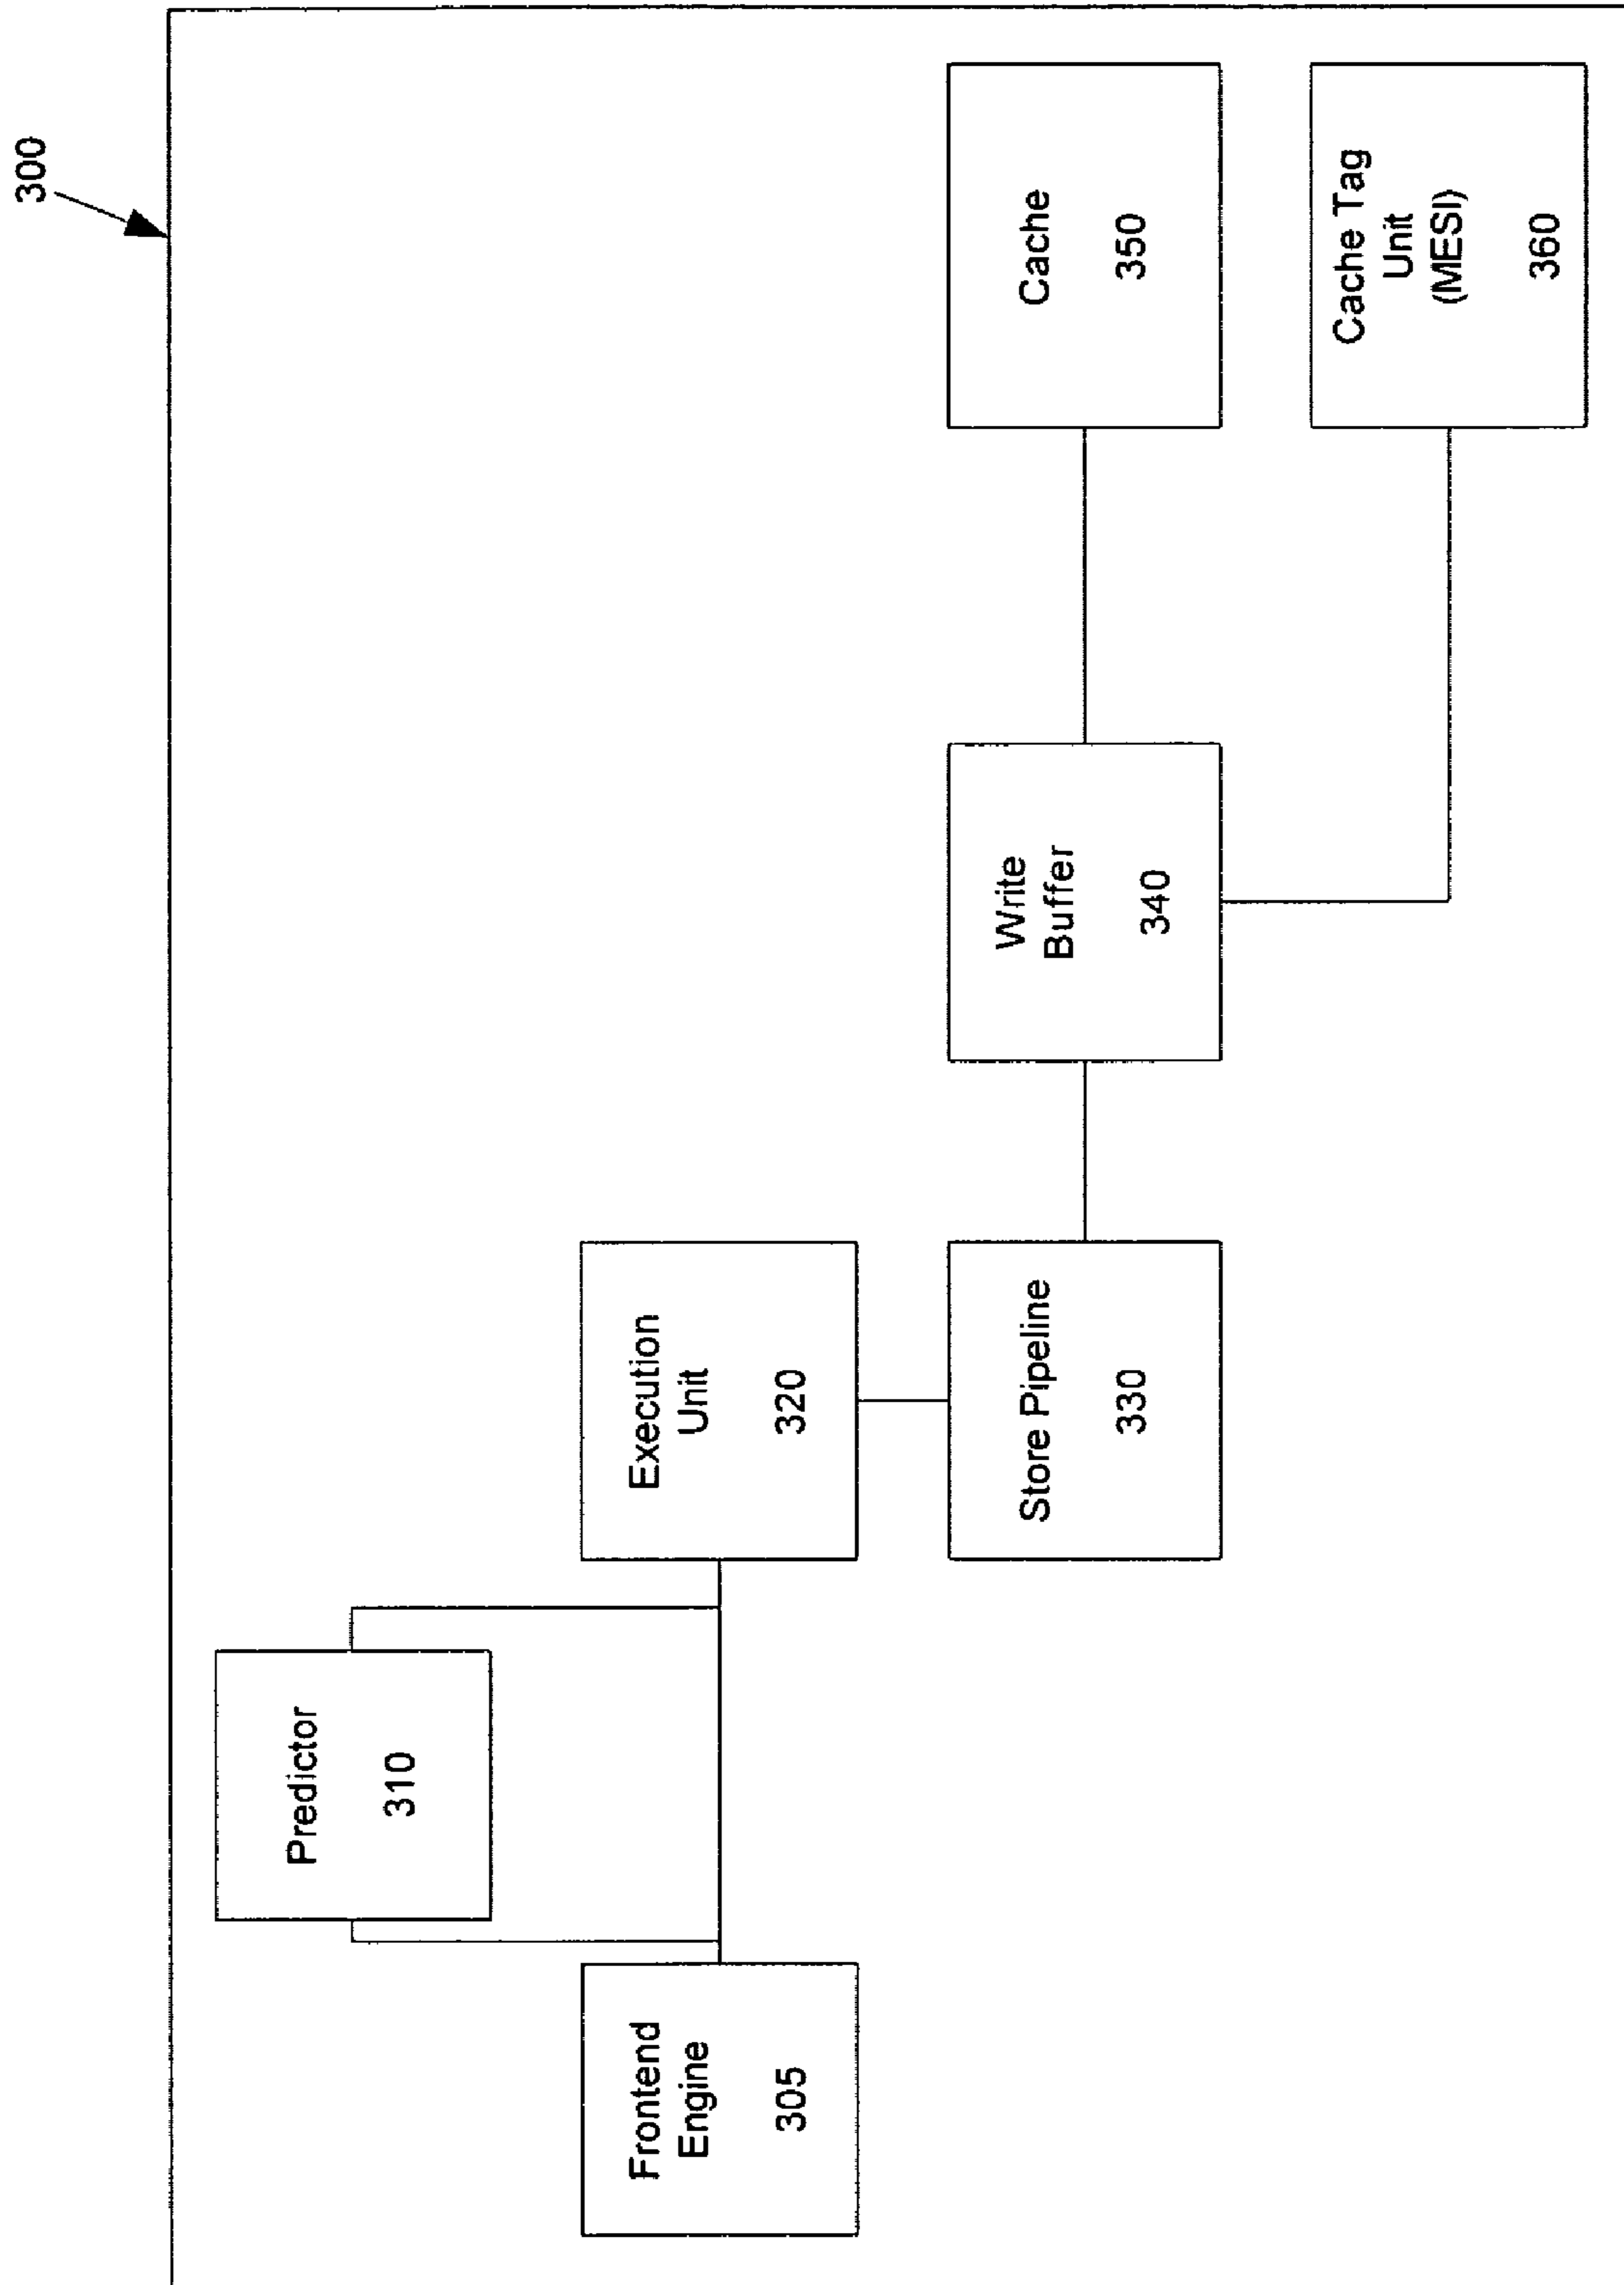 300
Predictor
310
Frontend
Engine
305
Execution
Unit
320
Store Pipeline
330
Write
Buffer
340
Cache
350
Cache Tag
Unit
(MESI)
360